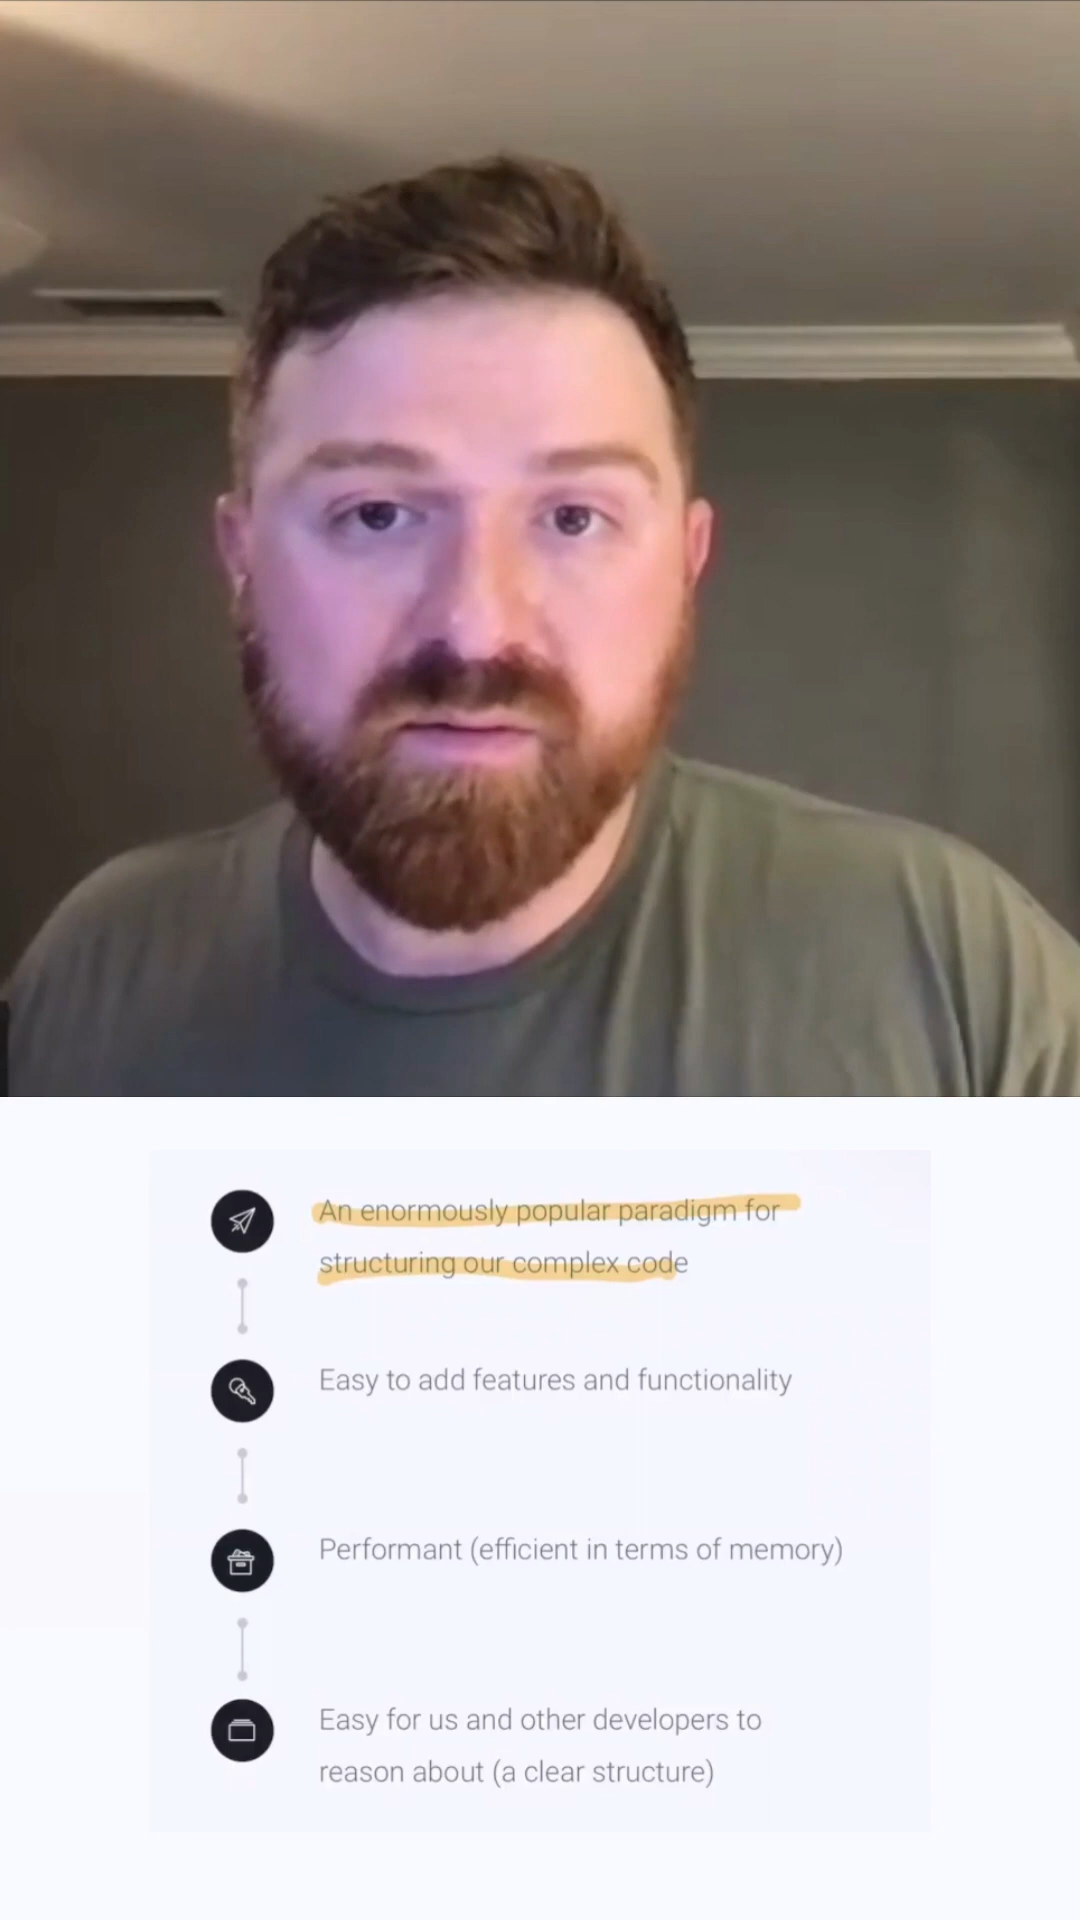 An enormously popular paradigm for
structuring our complex code
Easy to add features and functionality
Performant (efficient in terms of memory)
Easy for us and other developers to
reason about (a clear structure)